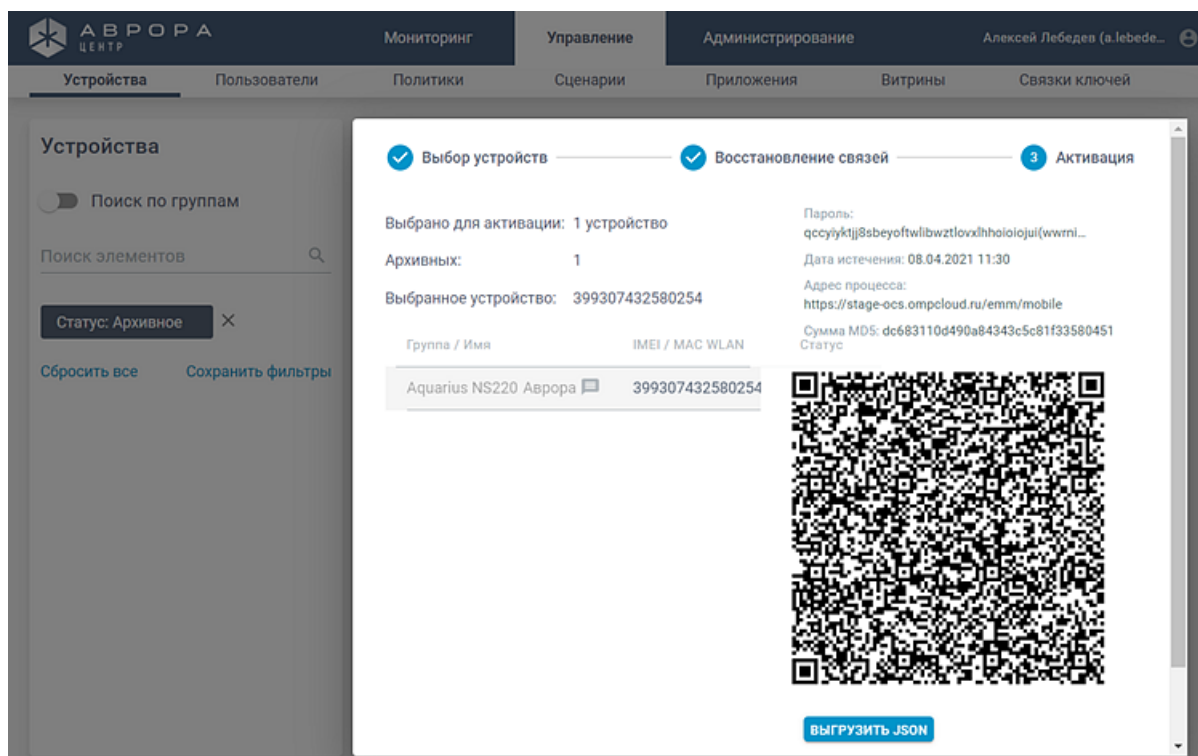 АВРОРА
ЦЕНТР
Мониторинг
Управление
Администрирование
Алексей Лебедев (a.lebede...
Устройства
Пользователи
Политики
Сценарии
Приложения
Витрины
Связки ключей
Устройства
Поиск по группам
Поиск элементов
Статус: Архивное
Сбросить все
Сохранить фильтры
Выбор устройств
Восстановление связей
3 Активация
Выбрано для активации: 1 устройство
Архивных: 1
Выбранное устройство: 399307432580254
Группа / Имя
IMEI / MAC WLAN
Статус
Aquarius NS220 Аврора
399307432580254
Пароль:
qccyiyktjj8sbeyoftwlibwztlovxlhhoioiojui(wwrni...
Дата истечения: 08.04.2021 11:30
Адрес процесса:
https://stage-ocs.ompcloud.ru/emm/mobile
Сумма MD5: dc683110d490a84343c5c81f33580451
ВЫГРУЗИТЬ JSON